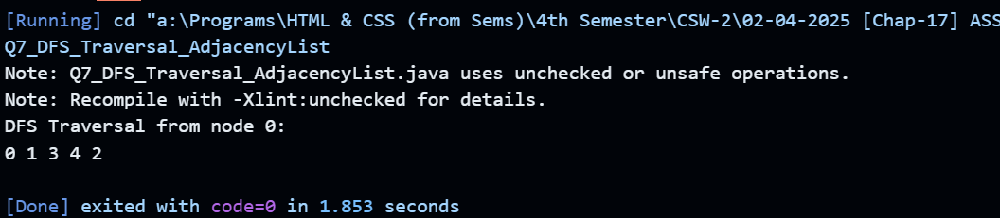 [Running] cd "a:\Programs\HTML & CSS (from Sems)\4th Semester\CSW-2\02-04-2025 [Chap-17] ASS
Q7_DFS_Traversal_AdjacencyList
Note: Q7_DFS_Traversal_AdjacencyList.java uses unchecked or unsafe operations.
Note: Recompile with -Xlint:unchecked for details.
DFS Traversal from node 0:
0 1 3 4 2
[Done] exited with code=0 in 1.853 seconds